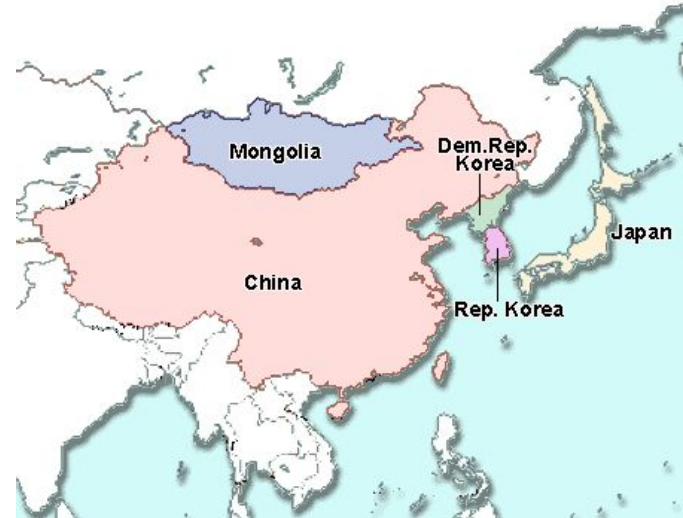 Mongolia
Dem.Rep.
Korea
Japan
China
Rep. Korea